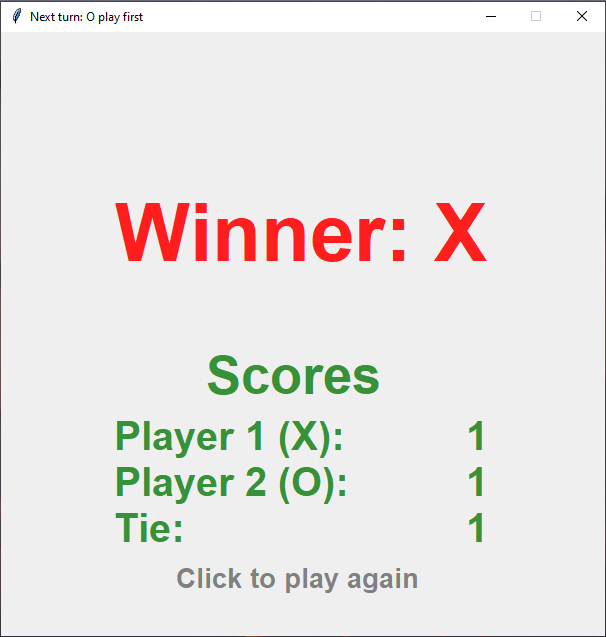 Next turn: O play first
Winner: X
Scores
Player 1 (X): 1
Player 2 (O): 1
Tie: 1
Click to play again